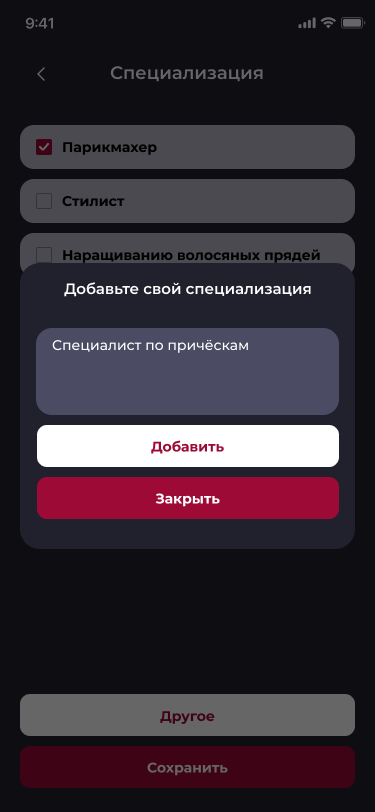 9:41
Специализация
Парикмахер
Стилист
Наращиванию волосяных прядей
Добавьте свой специализация
Специалист по причёскам
Добавить
Закрыть
Другое
Сохранить